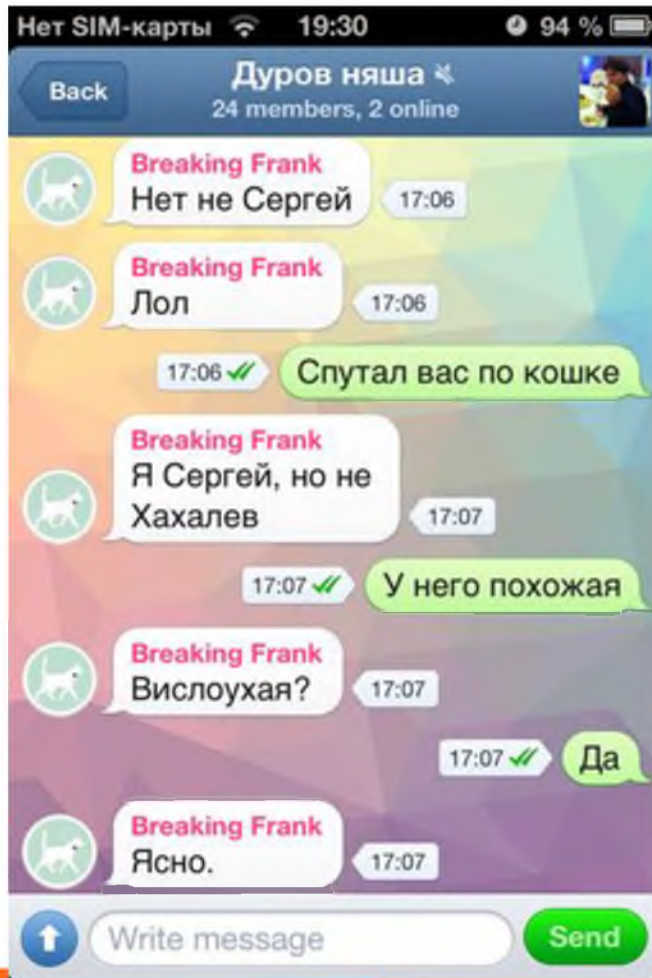 Нет SIM-карты 19:30 94 %
Back
Дуров няша
24 members, 2 online
Breaking Frank
Нет не Сергей 17:06
Breaking Frank
Лол 17:06
17:06 Спутал вас по кошке
Breaking Frank
Я Сергей, но не
Хахалев 17:07
17:07 У него похожая
Breaking Frank
Вислоухая? 17:07
17:07 Да
Breaking Frank
Ясно. 17:07
Write message Send